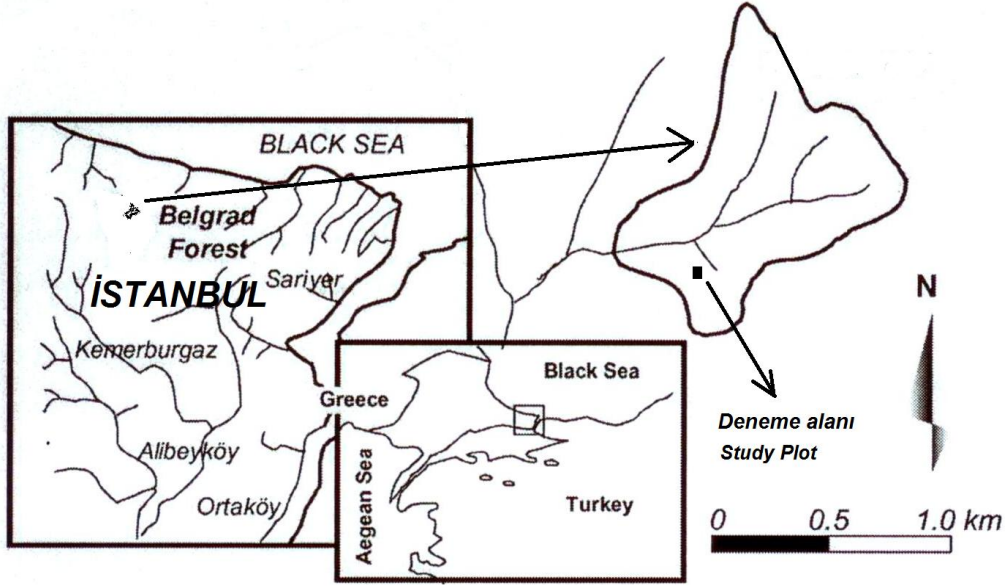 BLACK SEA
Belgrad
Forest
Sariyer
İSTANBUL
Kemerburgaz
Alibeyköy
Ortaköy
Greece
Black Sea
Aegean Sea
Turkey
N
Deneme alanı
Study Plot
0 0.5 1.0 km